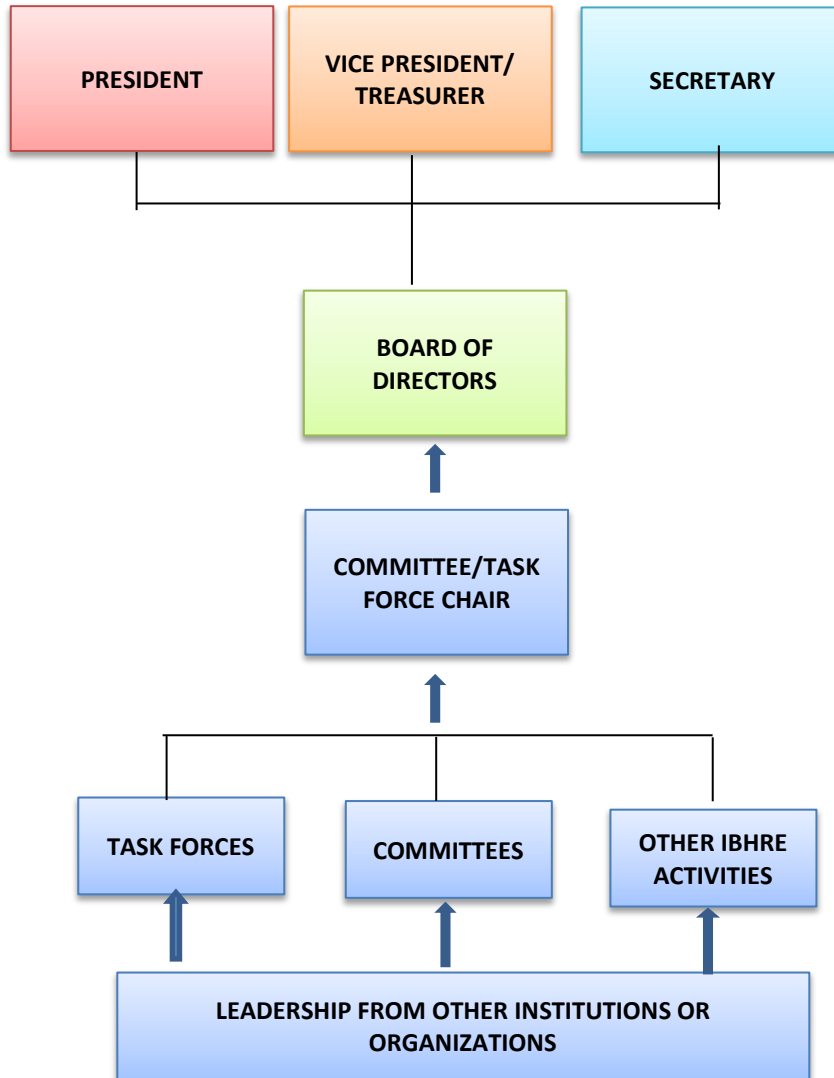 PRESIDENT
VICE PRESIDENT/
TREASURER
SECRETARY
BOARD OF
DIRECTORS
COMMITTEE/TASK
FORCE CHAIR
TASK FORCES
COMMITTEES
OTHER IBHRE
ACTIVITIES
LEADERSHIP FROM OTHER INSTITUTIONS OR
ORGANIZATIONS